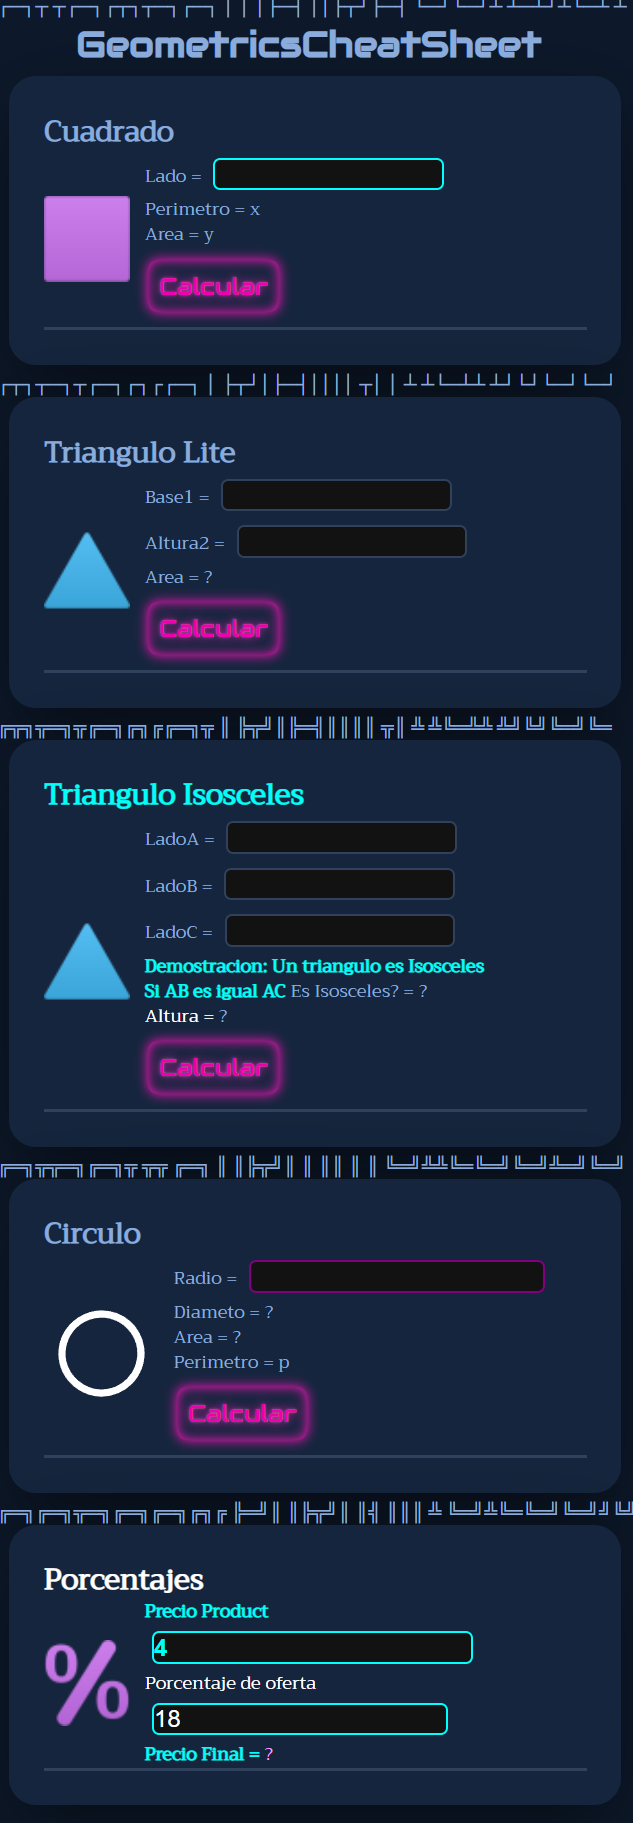 GeometricsCheatSheet
Cuadrado
Lado =
Perimetro = x
Area = y
Calcular
Triangulo Lite
Base1 =
Altura2 =
Area = ?
Calcular
Triangulo Isosceles
LadoA =
LadoB =
LadoC =
Demostracion: Un triangulo es Isosceles
Si AB es igual AC Es Isosceles? = ?
Altura = ?
Calcular
Circulo
Radio =
Diameto = ?
Area = ?
Perimetro = p
Calcular
Porcentajes
Precio Product
4
%
Porcentaje de oferta
18
Precio Final = ?